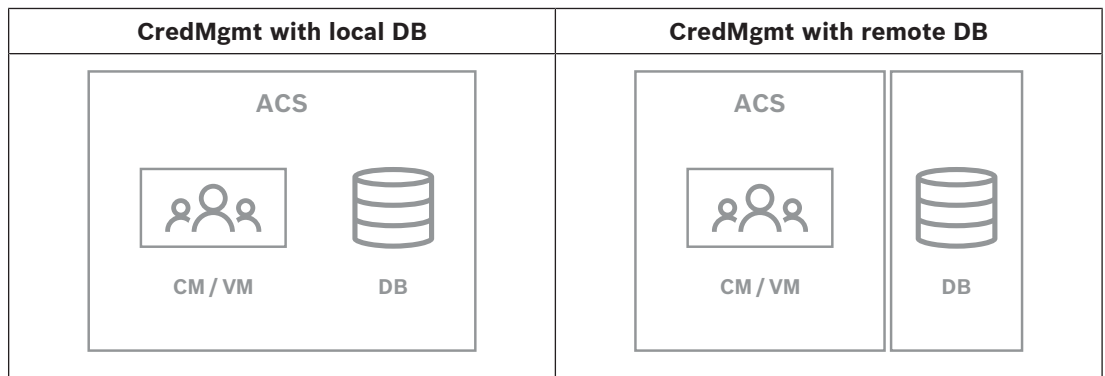 CredMgmt with local DB
CredMgmt with remote DB
ACS
CM / VM
DB
ACS
CM / VM
DB